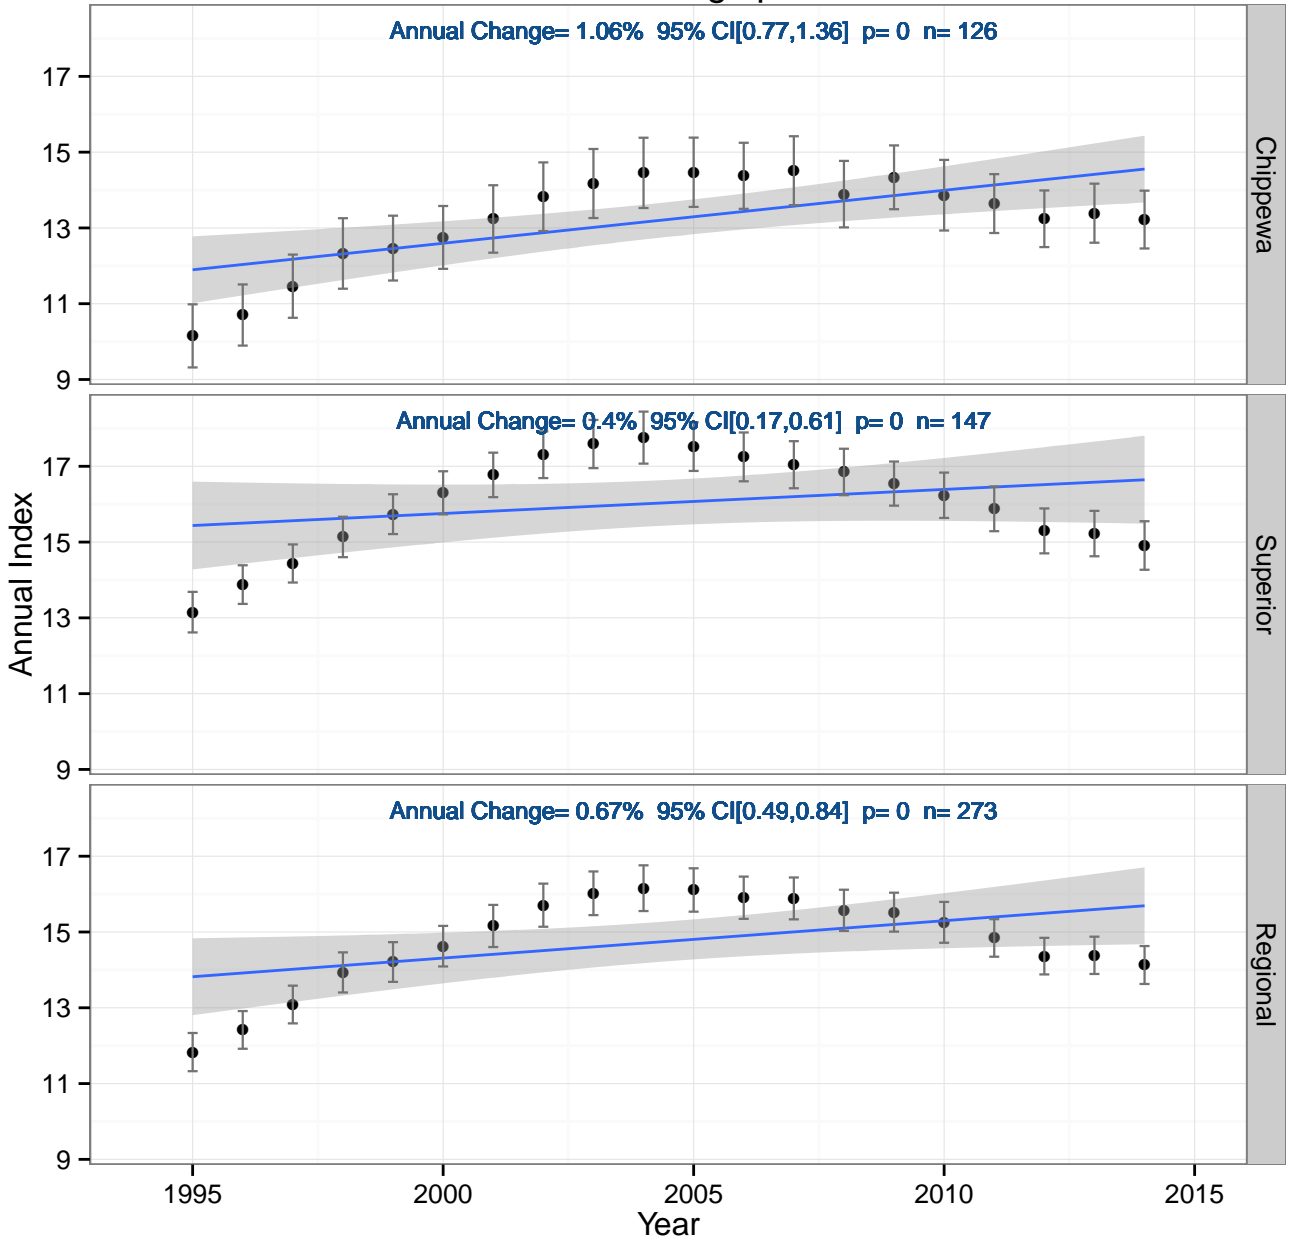 Annual Change= 1.06%  95% CI[0.77,1.36]  p= 0  n= 126
17
15
13
11
9
Chippewa
Annual Change= 0.4%  95% CI[0.17,0.61]  p= 0  n= 147
17
15
13
11
9
Superior
Annual Index
Annual Change= 0.67%  95% CI[0.49,0.84]  p= 0  n= 273
17
15
13
11
9
Regional
1995 2000 2005 2010 2015
Year